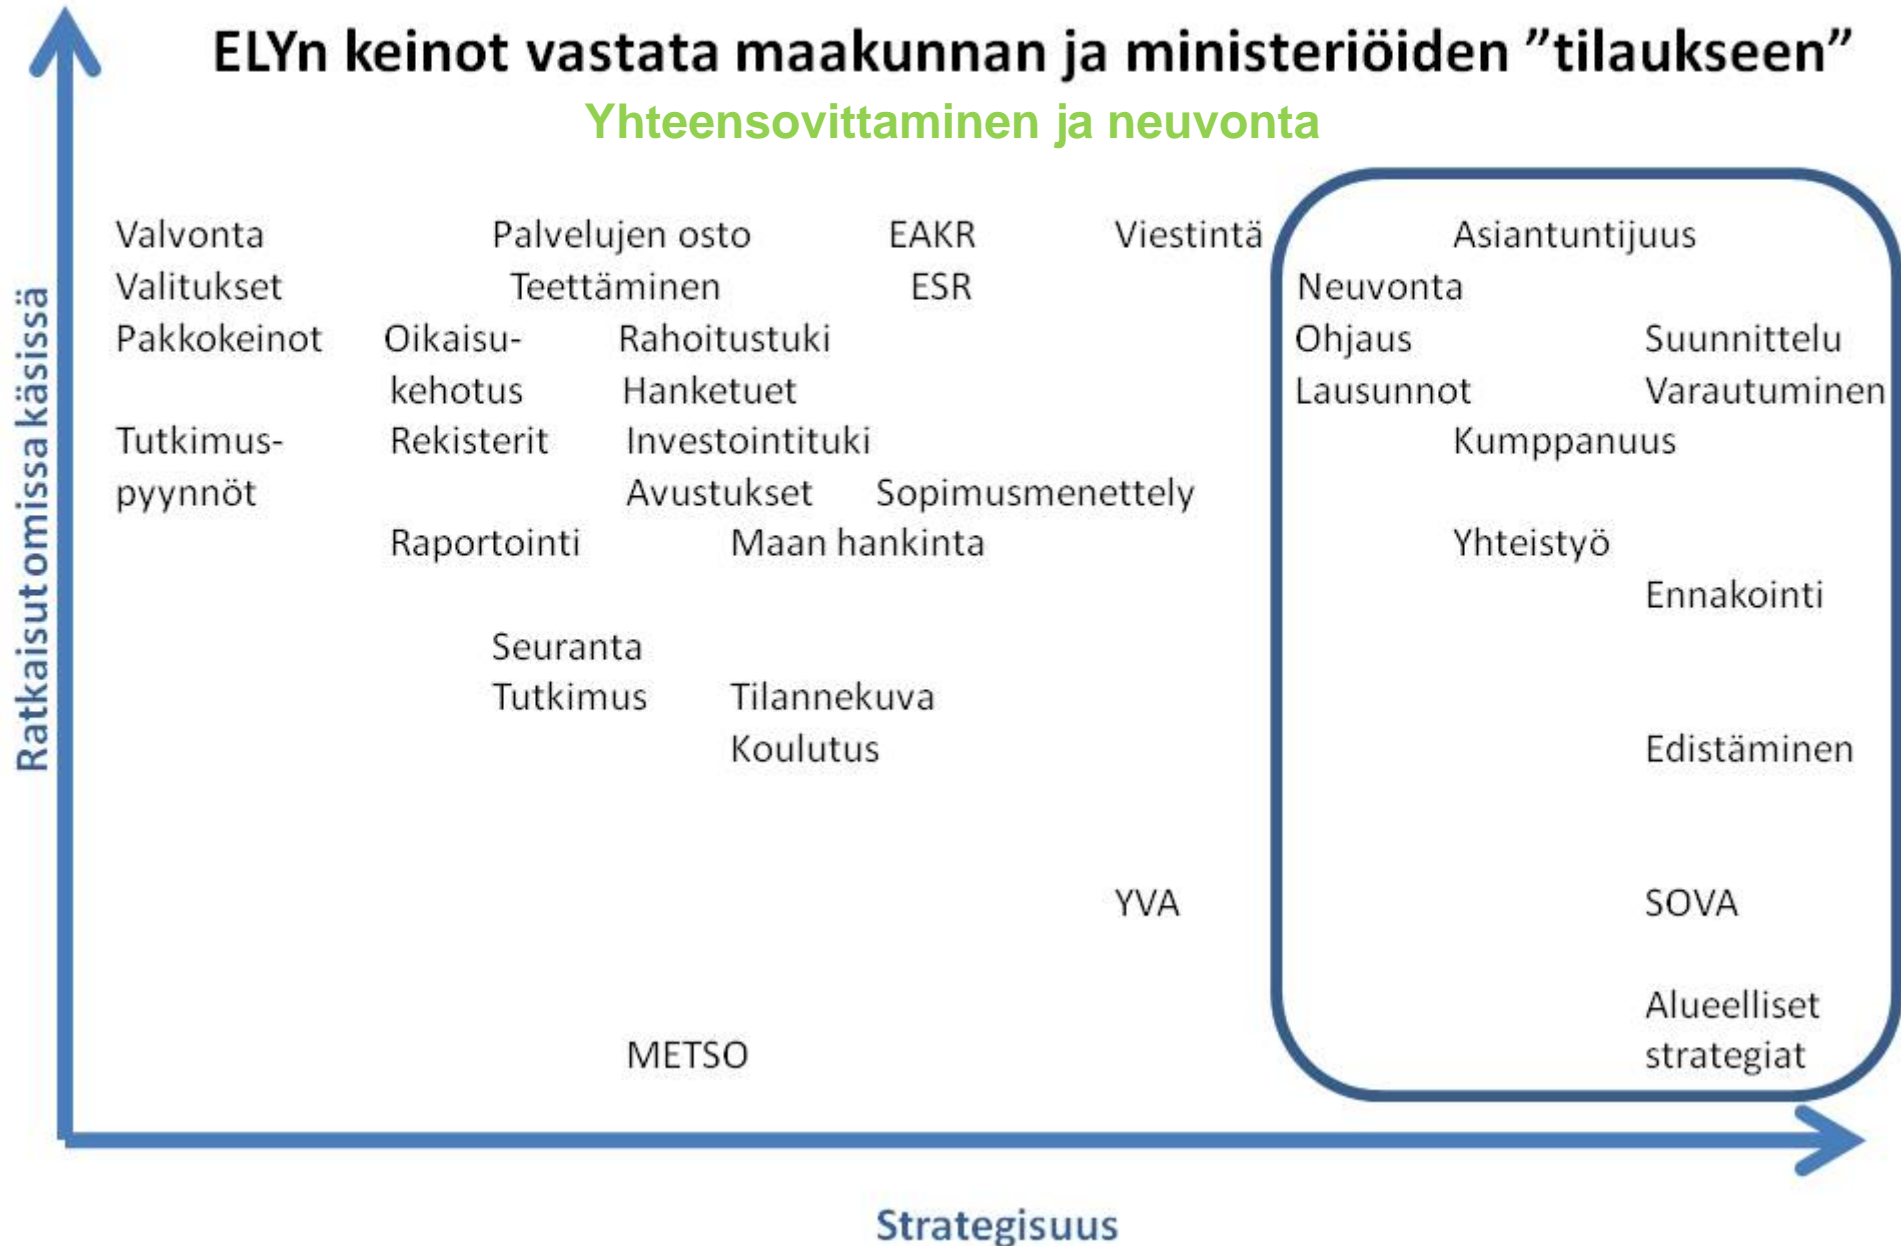 ELYn keinot vastata maakunnan ja ministeriöiden ”tilaukseen”
Yhteensovittaminen ja neuvonta
Valvonta Palvelujen osto EAKR Viestintä Asiantuntijuus
Valitukset Teettäminen ESR Neuvonta
Pakkokeinot Oikaisu- Rahoitustuki Ohjaus Suunnittelu
kehotus Hanketuet Lausunnot Varautuminen
Tutkimus- Rekisterit Investointituki Kumppanuus
pyynnöt Avustukset Sopimusmenettely
Raportointi Maan hankinta Yhteistyö
Ennakointi
Seuranta
Tutkimus Tilannekuva
Koulutus Edistäminen
YVA SOVA
Alueelliset
METSO strategiat
Ratkaisut omissa käsissä
Strategisuus